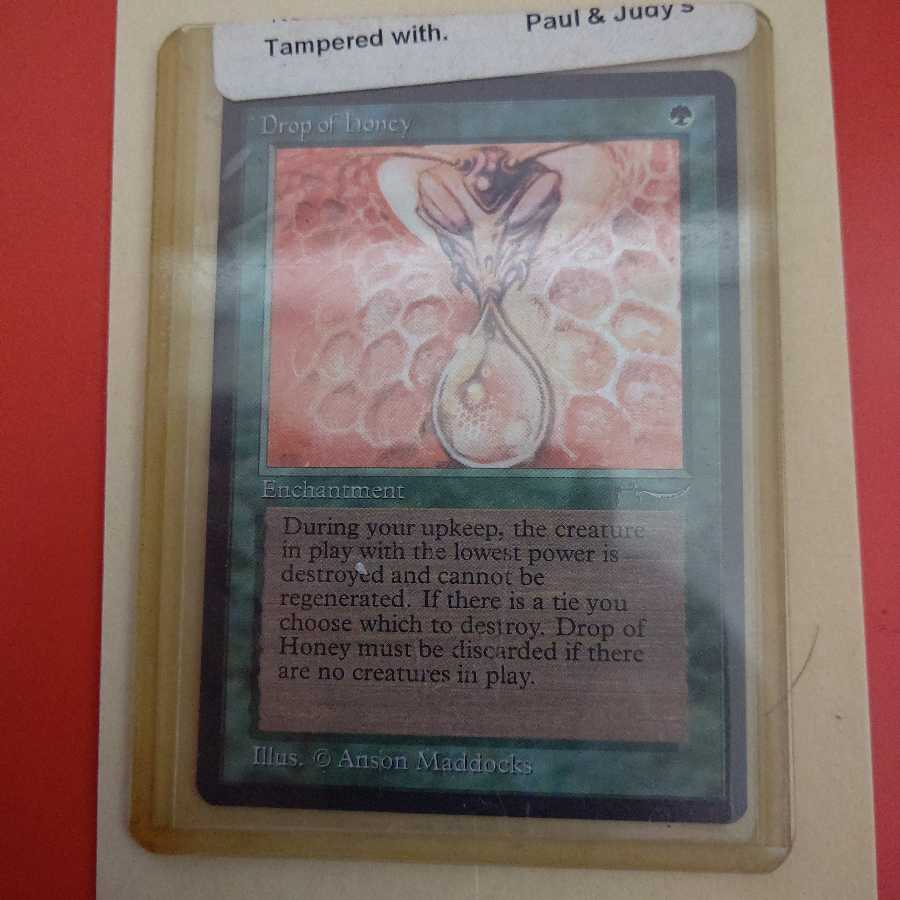 Tampered with.
Paul & Judy's
Drop of Honey
Enchantment
During your upkeep, the creature
in play with the lowest power is
destroyed and cannot be
regenerated. If there is a tie you
choose which to destroy. Drop of
Honey must be discarded if there
are no creatures in play.
Illus. © Anson Maddocks